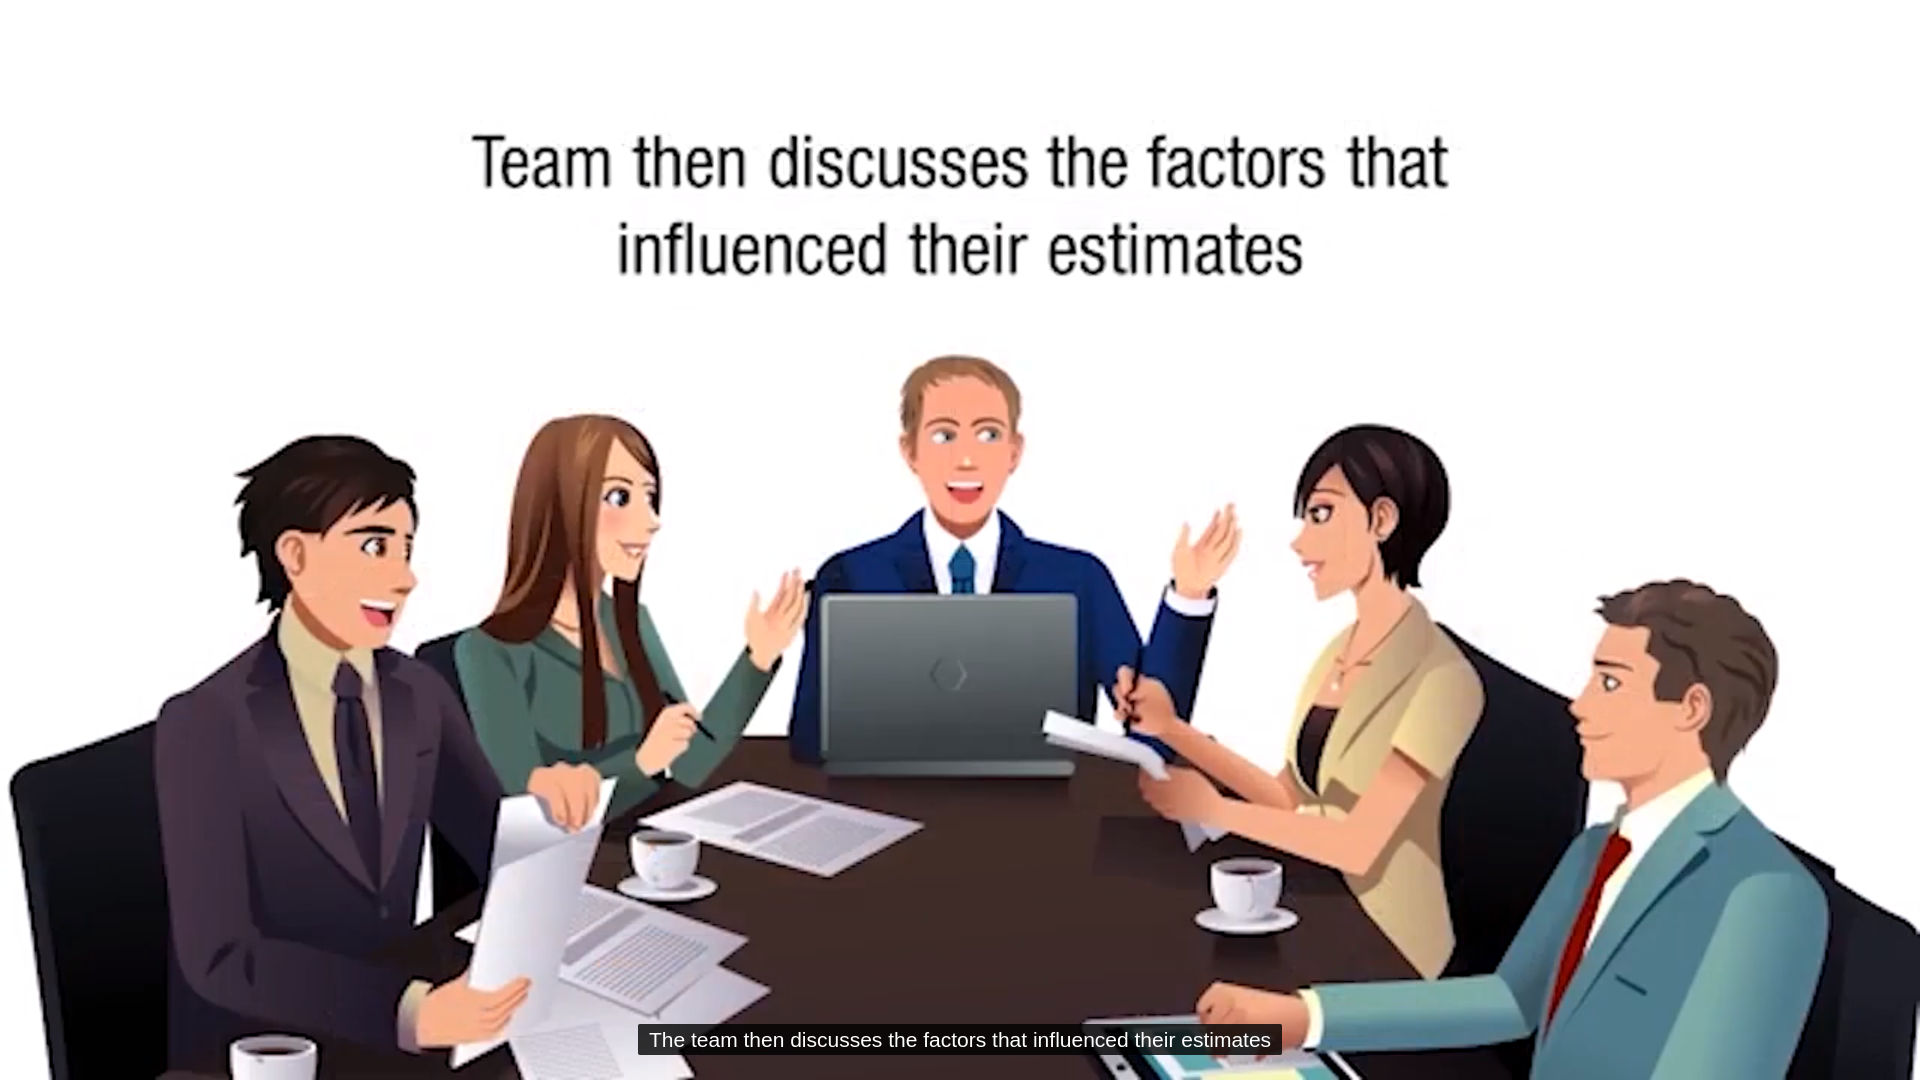 Team then discusses the factors that
influenced their estimates
The team then discusses the factors that influenced their estimates